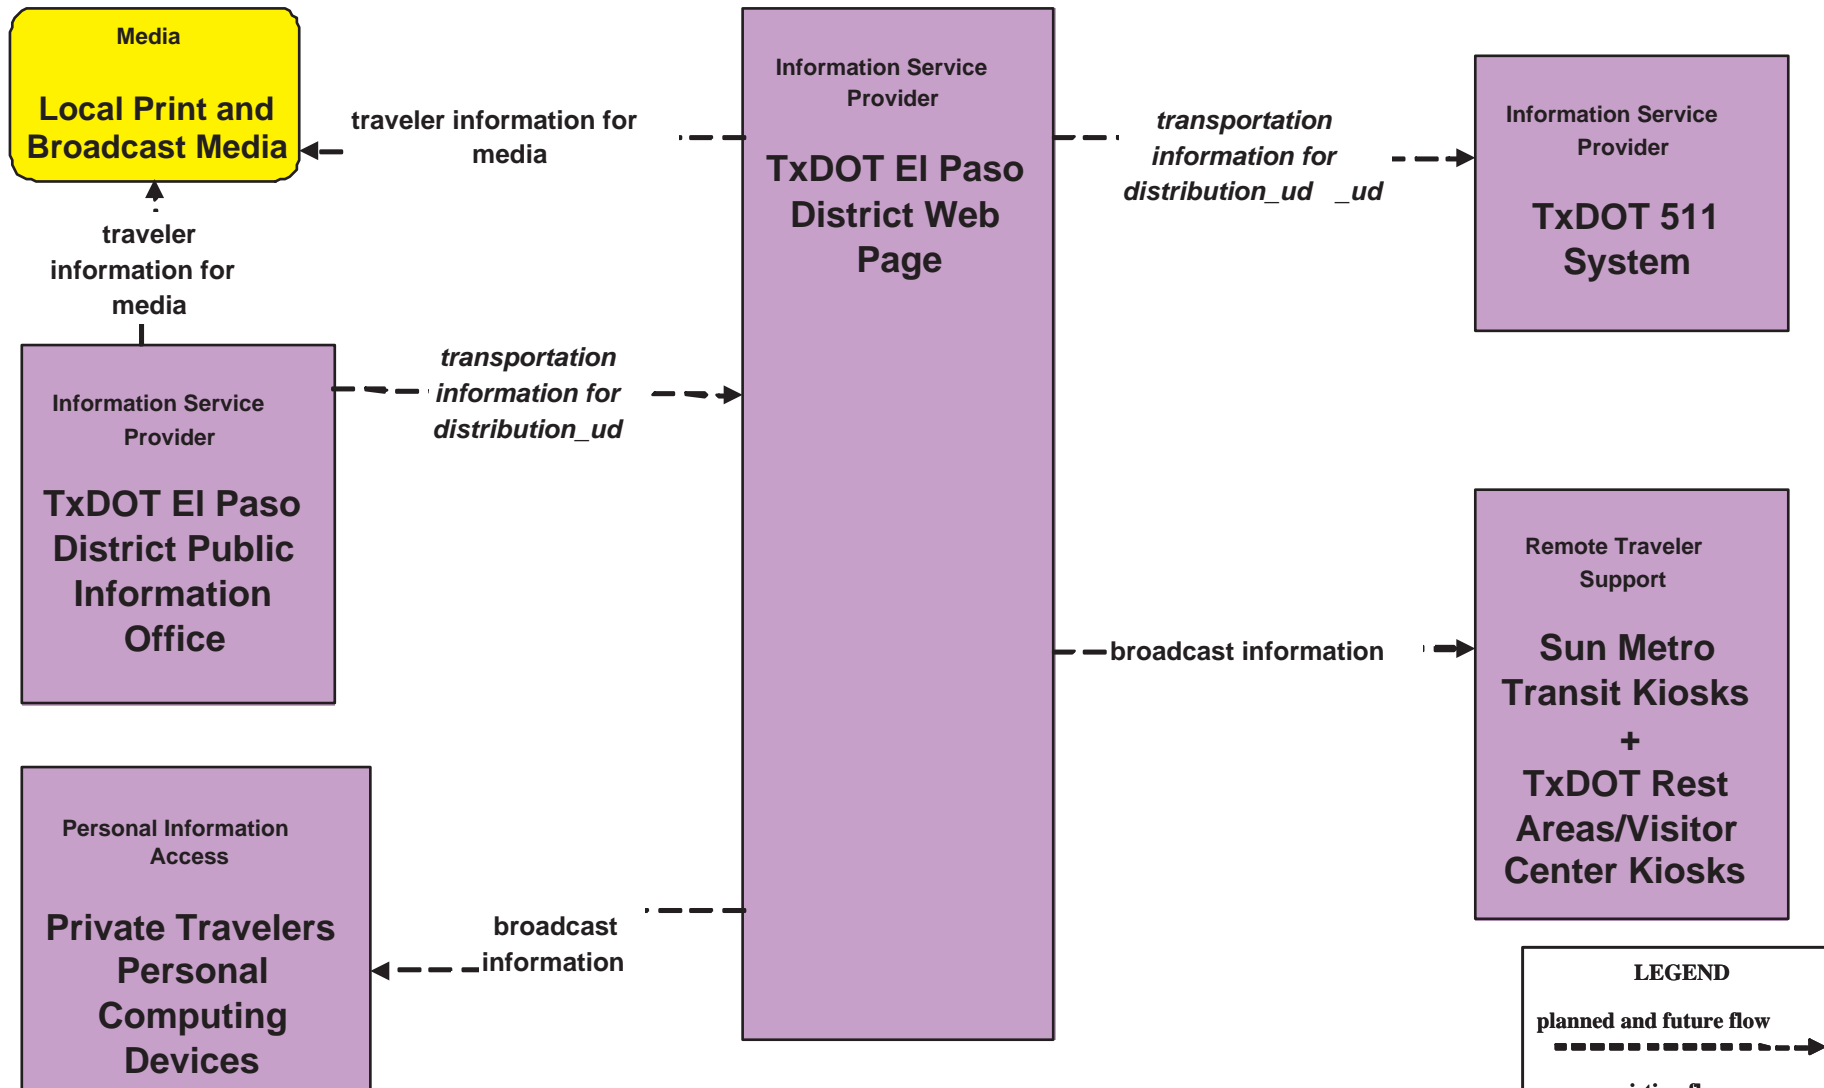 Media
Local Print and
Broadcast Media
traveler information for
media
traveler
information for
media
Information Service
Provider
TxDOT El Paso
District Public
Information
Office
transportation
information for
distribution_ud
Personal Information
Access
Private Travelers
Personal
Computing
Devices
broadcast
information
Information Service
Provider
TxDOT El Paso
District Web
Page
transportation
information for
distribution_ud _ud
Information Service
Provider
TxDOT 511
System
broadcast information
Remote Traveler
Support
Sun Metro
Transit Kiosks
+
TxDOT Rest
Areas/Visitor
Center Kiosks
LEGEND
planned and future flow